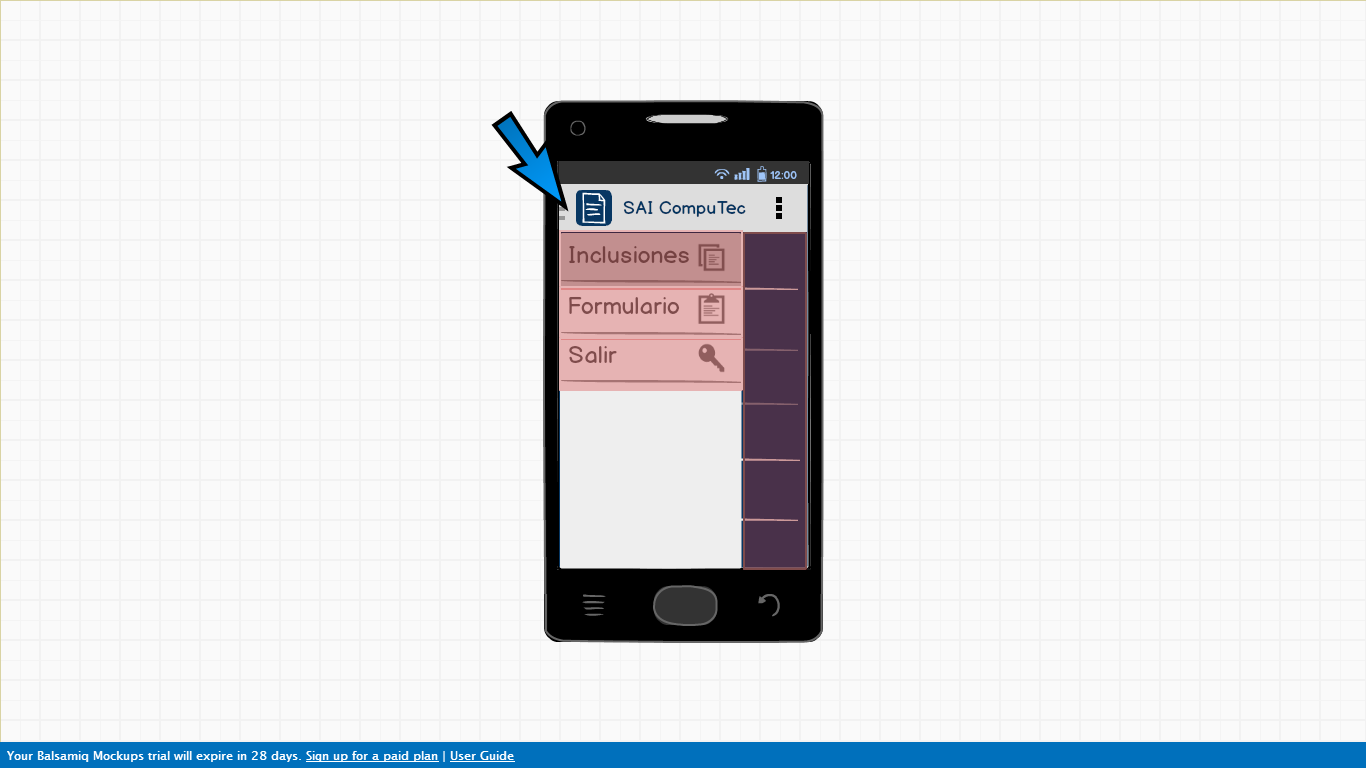 12:00
SAI CompuTec
Inclusiones
Formulario
Salir
Your Balsamiq Mockups trial will expire in 28 days. Sign up for a paid plan | User Guide